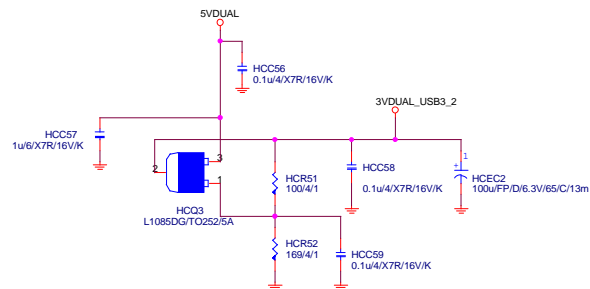 5VDUAL
HCC56
0.1u/4/X7R/16V/K
3VDUAL_USB3_2
HCC57
1u/6/X7R/16V/K
2
3
1
HCQ3
L1085DG/TO252/5A
HCR51
100/4/1
HCC58
0.1u/4/X7R/16V/K
1
+
HCEC2
100u/FP/D/6.3V/65/C/13m
HCR52
169/4/1
HCC59
0.1u/4/X7R/16V/K